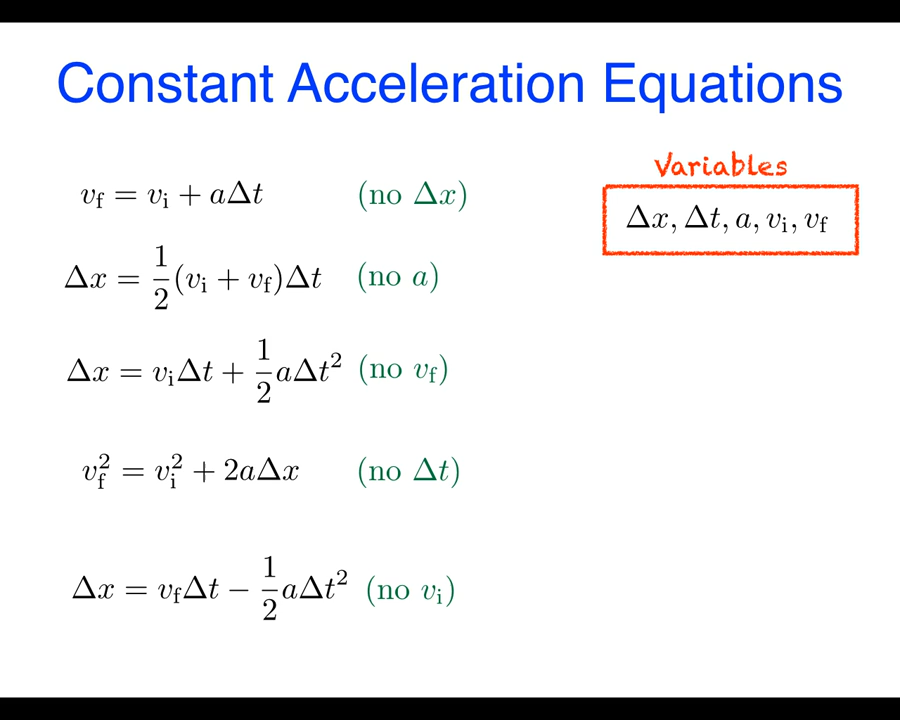 Constant Acceleration Equations
Variables
Δx, Δt, a, v_i, v_f
v_f = v_i + aΔt (no Δx)
Δx = 1/2 (v_i + v_f)Δt (no a)
Δx = v_iΔt + 1/2 aΔt² (no v_f)
v_f² = v_i² + 2aΔx (no Δt)
Δx = v_fΔt − 1/2 aΔt² (no v_i)